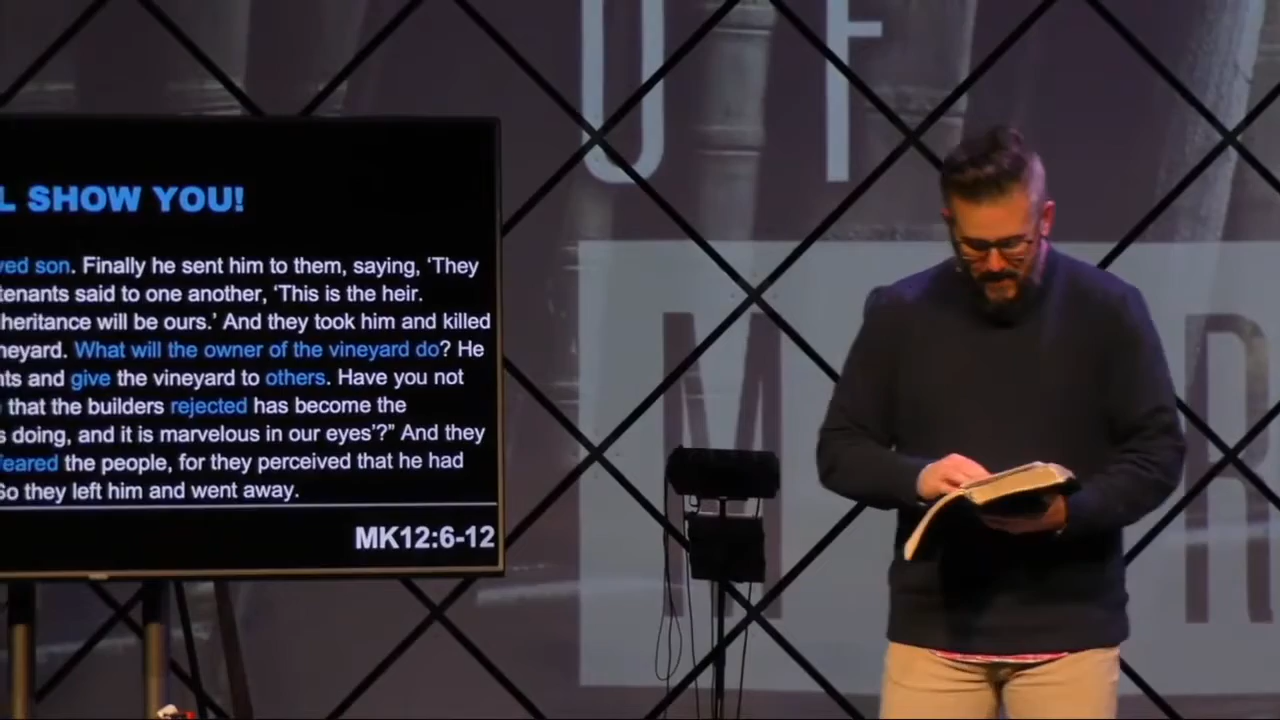 OF
M R
SHOW YOU!
son. Finally he sent him to them, saying, ‘They
tenants said to one another, ‘This is the heir.
will be ours.’ And they took him and killed
What will the owner of the vineyard do? He
and give the vineyard to others. Have you not
that the builders rejected has become the
doing, and it is marvelous in our eyes’?” And they
feared the people, for they perceived that he had
So they left him and went away.
MK12:6-12